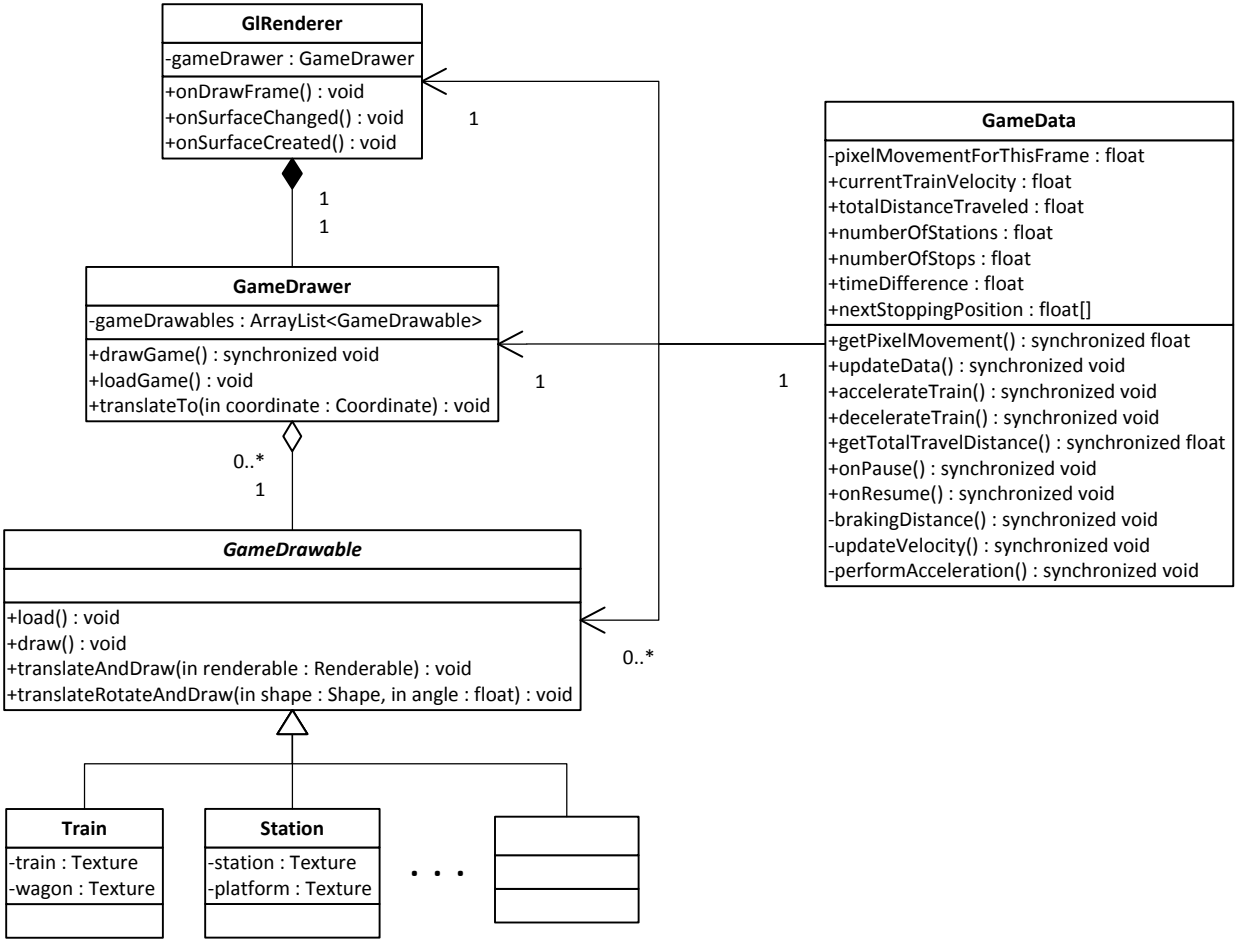 GlRenderer
-gameDrawer : GameDrawer
+onDrawFrame() : void
+onSurfaceChanged() : void
+onSurfaceCreated() : void
1
1
1
GameDrawer
-gameDrawables : ArrayList<GameDrawable>
+drawGame() : synchronized void
+loadGame() : void
+translateTo(in coordinate : Coordinate) : void
1
1
0..*
1
GameDrawable
+load() : void
+draw() : void
+translateAndDraw(in renderable : Renderable) : void
+translateRotateAndDraw(in shape : Shape, in angle : float) : void
0..*
Train
-train : Texture
-wagon : Texture
Station
-station : Texture
-platform : Texture
. . .
GameData
-pixelMovementForThisFrame : float
+currentTrainVelocity : float
+totalDistanceTraveled : float
+numberOfStations : float
+numberOfStops : float
+timeDifference : float
+nextStoppingPosition : float[]
+getPixelMovement() : synchronized float
+updateData() : synchronized void
+accelerateTrain() : synchronized void
+decelerateTrain() : synchronized void
+getTotalTravelDistance() : synchronized float
+onPause() : synchronized void
+onResume() : synchronized void
-brakingDistance() : synchronized void
-updateVelocity() : synchronized void
-performAcceleration() : synchronized void